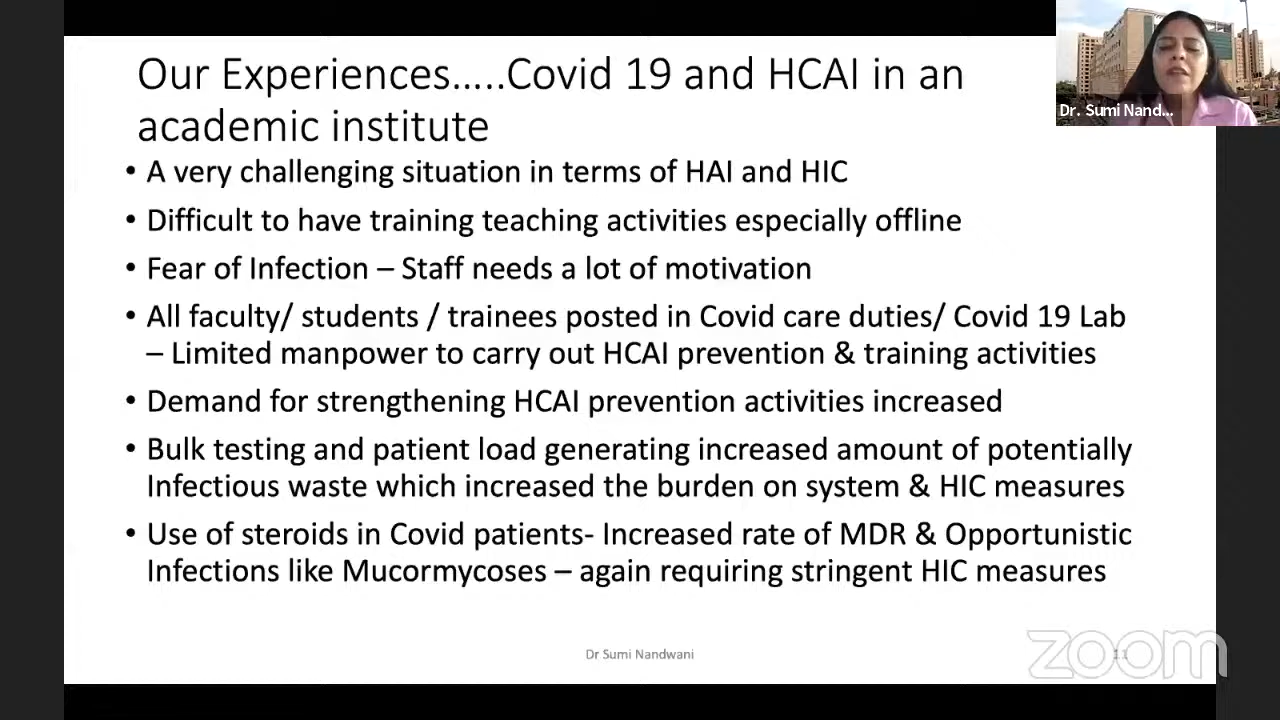 Our Experiences.....Covid 19 and HCAI in an
academic institute
• A very challenging situation in terms of HAI and HIC
• Difficult to have training teaching activities especially offline
• Fear of Infection – Staff needs a lot of motivation
• All faculty/ students / trainees posted in Covid care duties/ Covid 19 Lab
– Limited manpower to carry out HCAI prevention & training activities
• Demand for strengthening HCAI prevention activities increased
• Bulk testing and patient load generating increased amount of potentially
Infectious waste which increased the burden on system & HIC measures
• Use of steroids in Covid patients- Increased rate of MDR & Opportunistic
Infections like Mucormycoses – again requiring stringent HIC measures
Dr Sumi Nandwani
zoom
Dr. Sumi Nand...